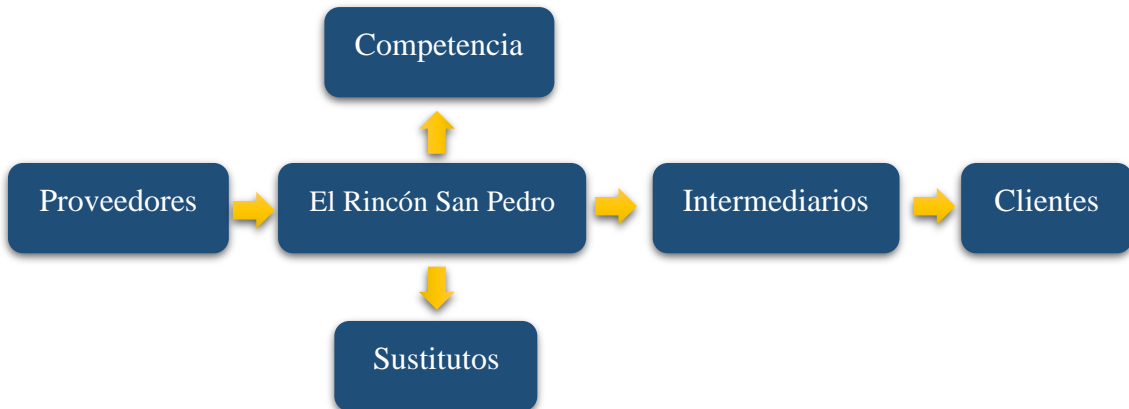 Competencia
Proveedores
El Rincón San Pedro
Intermediarios
Clientes
Sustitutos